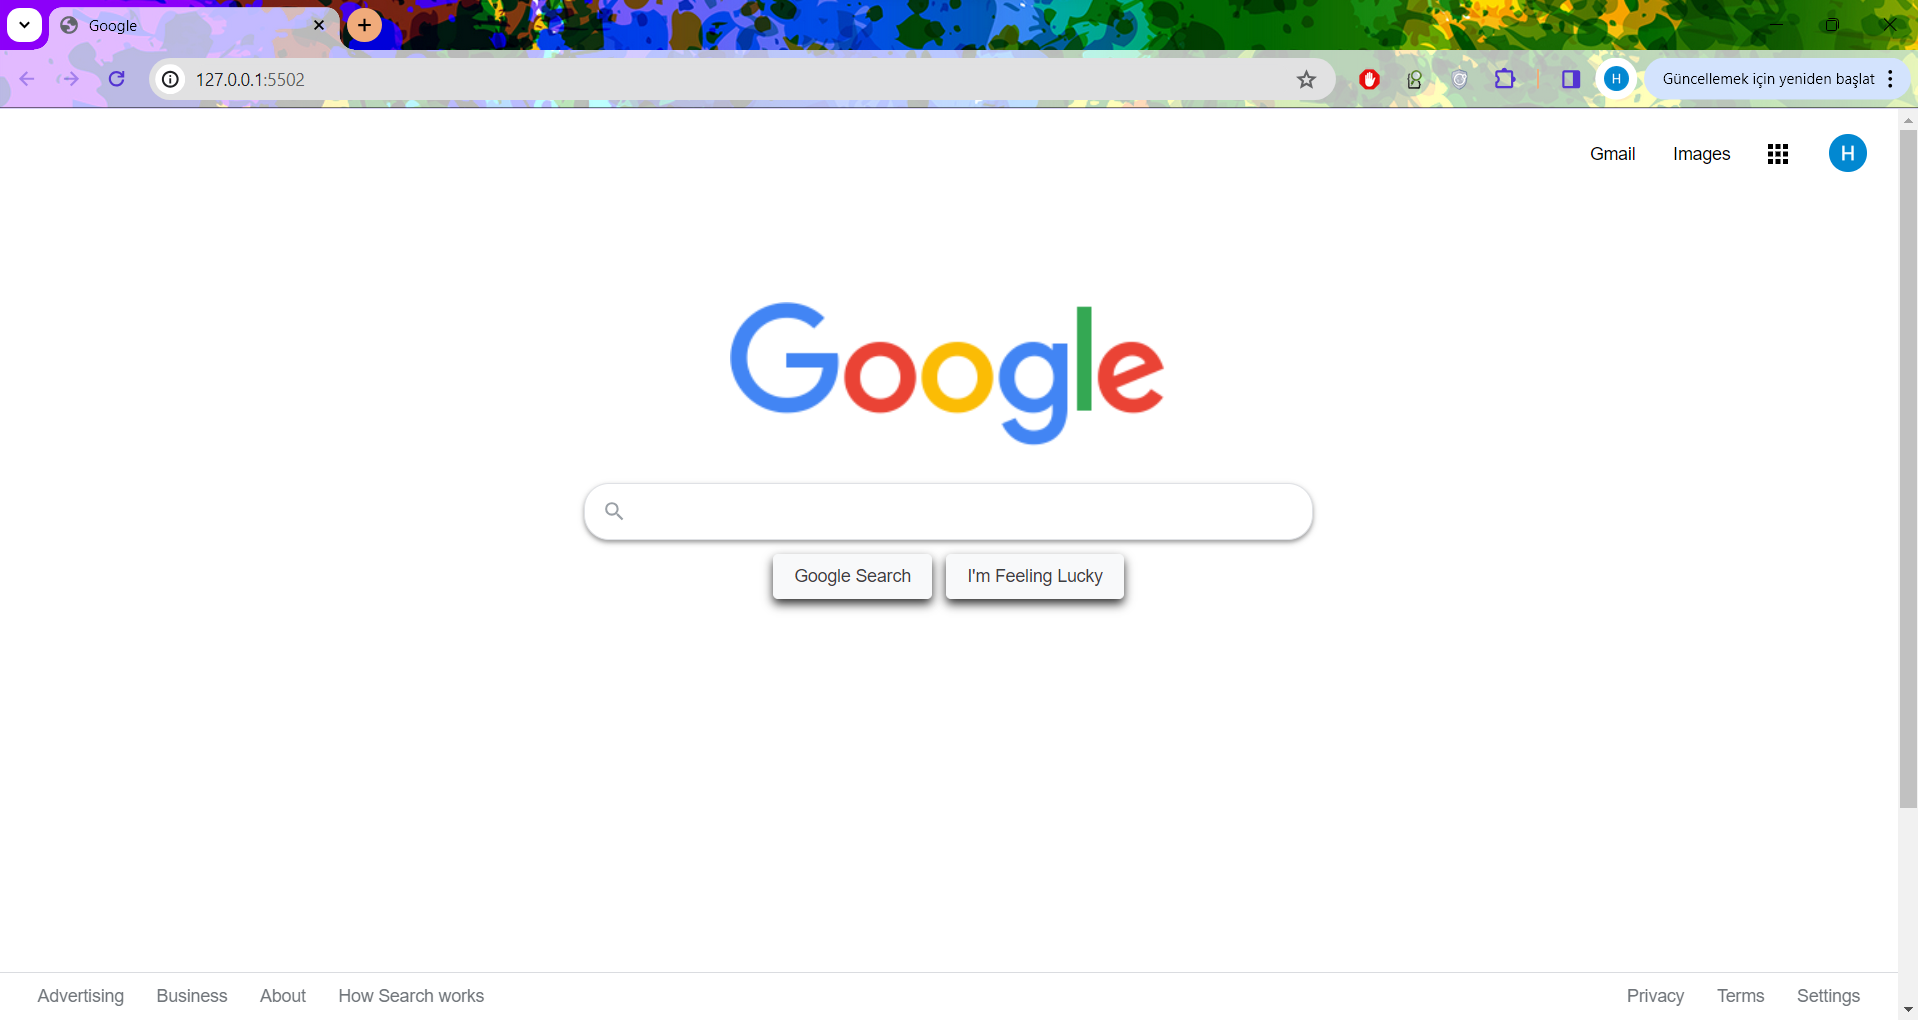 Google
127.0.0.1:5502
H
Güncellemek için yeniden başlat
Gmail Images H
Google
Google Search I'm Feeling Lucky
Advertising Business About How Search works Privacy Terms Settings